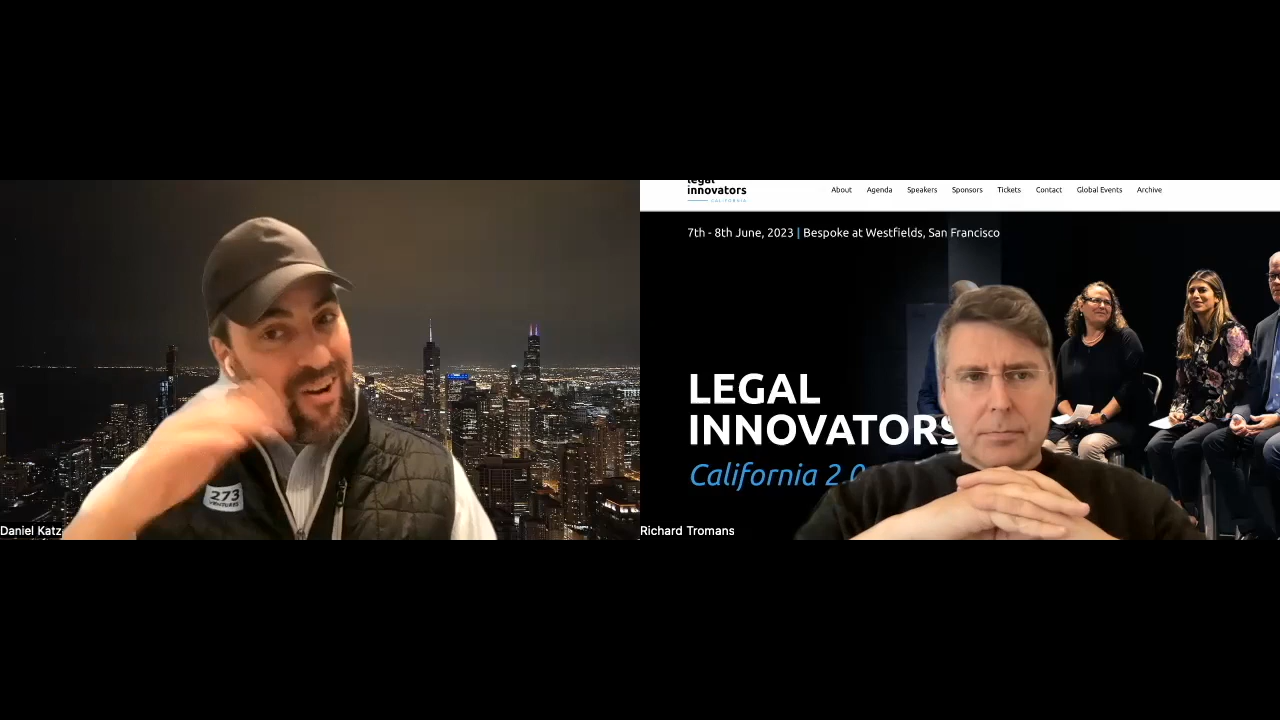 legal
innovators
CALIFORNIA
About Agenda Speakers Sponsors Tickets Contact Global Events Archive
7th - 8th June, 2023 | Bespoke at Westfields, San Francisco
LEGAL
INNOVATORS
California 2.0
273
VENTURES
Daniel Katz
Richard Tromans